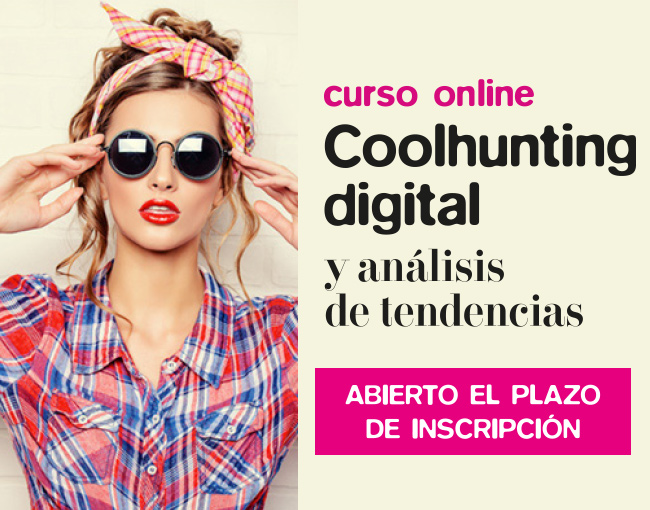 curso online
Coolhunting
digital
y análisis
de tendencias
ABIERTO EL PLAZO
DE INSCRIPCIÓN